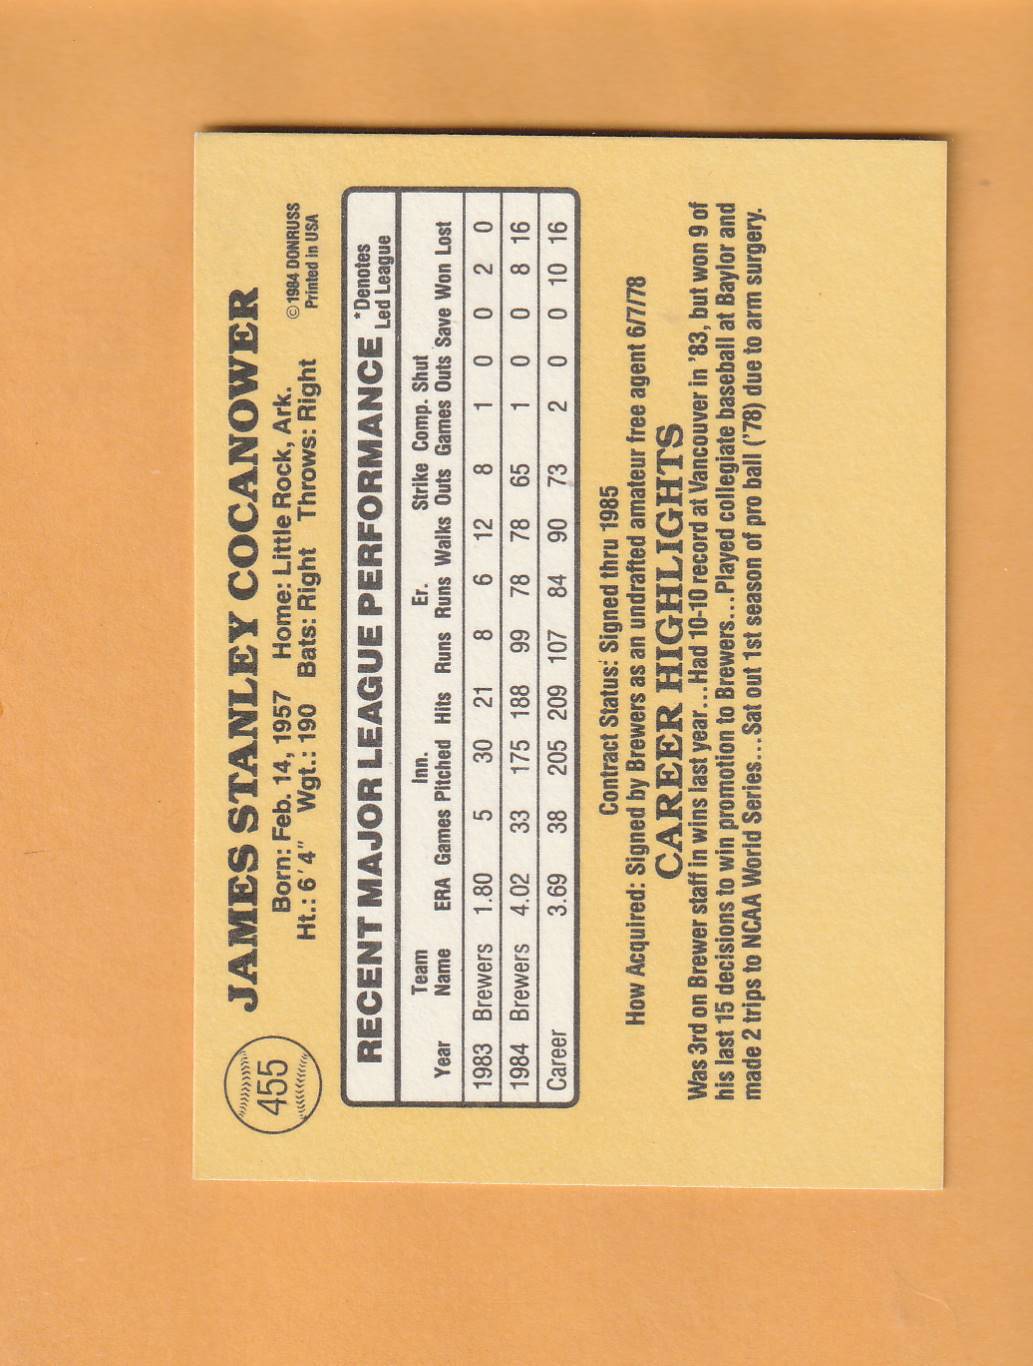 455
JAMES STANLEY COCANOWER
Born: Feb. 14, 1957 Home: Little Rock, Ark.
Ht.: 6'4" Wgt.: 190 Bats: Right Throws: Right
©1984 DONRUSS
Printed in USA
RECENT MAJOR LEAGUE PERFORMANCE *Denotes Led League
Year Team Name ERA Games Inn. Pitched Hits Runs Er. Runs Walks Strike Outs Comp. Games Shut Outs Save Won Lost
1983 Brewers 1.80 5 30 21 8 6 12 8 1 0 0 2 0
1984 Brewers 4.02 33 175 188 99 78 78 65 1 0 0 8 16
Career 3.69 38 205 209 107 84 90 73 2 0 0 10 16
Contract Status: Signed thru 1985
How Acquired: Signed by Brewers as an undrafted amateur free agent 6/7/78
CAREER HIGHLIGHTS
Was 3rd on Brewer staff in wins last year...Had 10-10 record at Vancouver in '83, but won 9 of
his last 15 decisions to win promotion to Brewers...Played collegiate baseball at Baylor and
made 2 trips to NCAA World Series...Sat out 1st season of pro ball ('78) due to arm surgery.